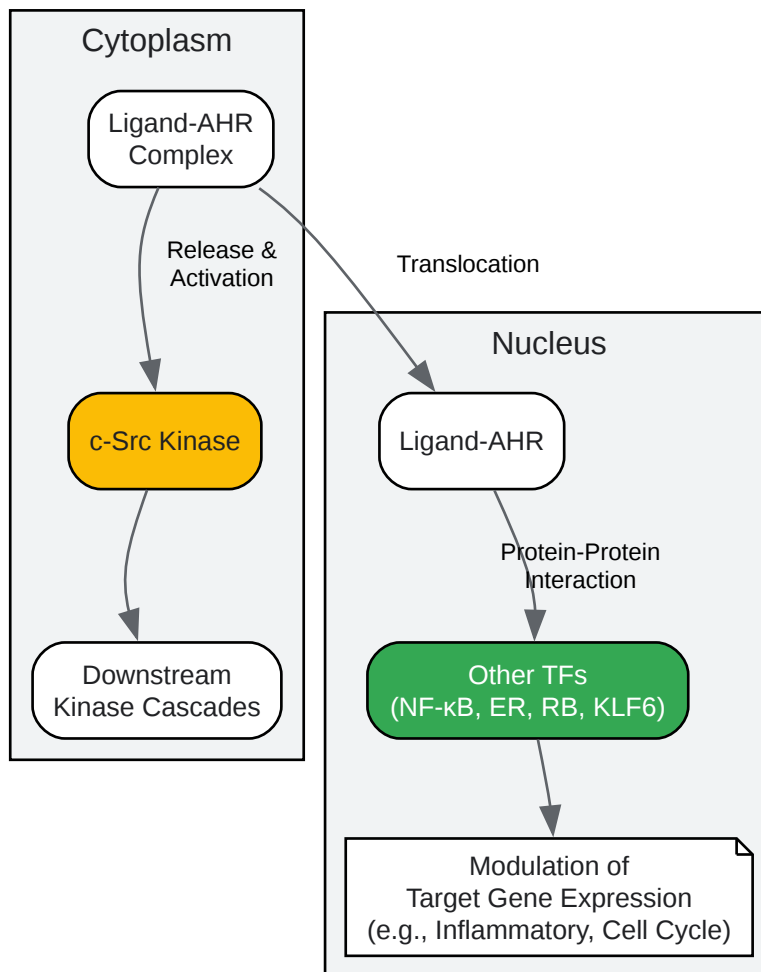 Cytoplasm
Ligand-AHR
Complex
Release &
Activation
Translocation
Nucleus
c-Src Kinase
Ligand-AHR
Protein-Protein
Interaction
Downstream
Kinase Cascades
Other TFs
(NF-κB, ER, RB, KLF6)
Modulation of
Target Gene Expression
(e.g., Inflammatory, Cell Cycle)